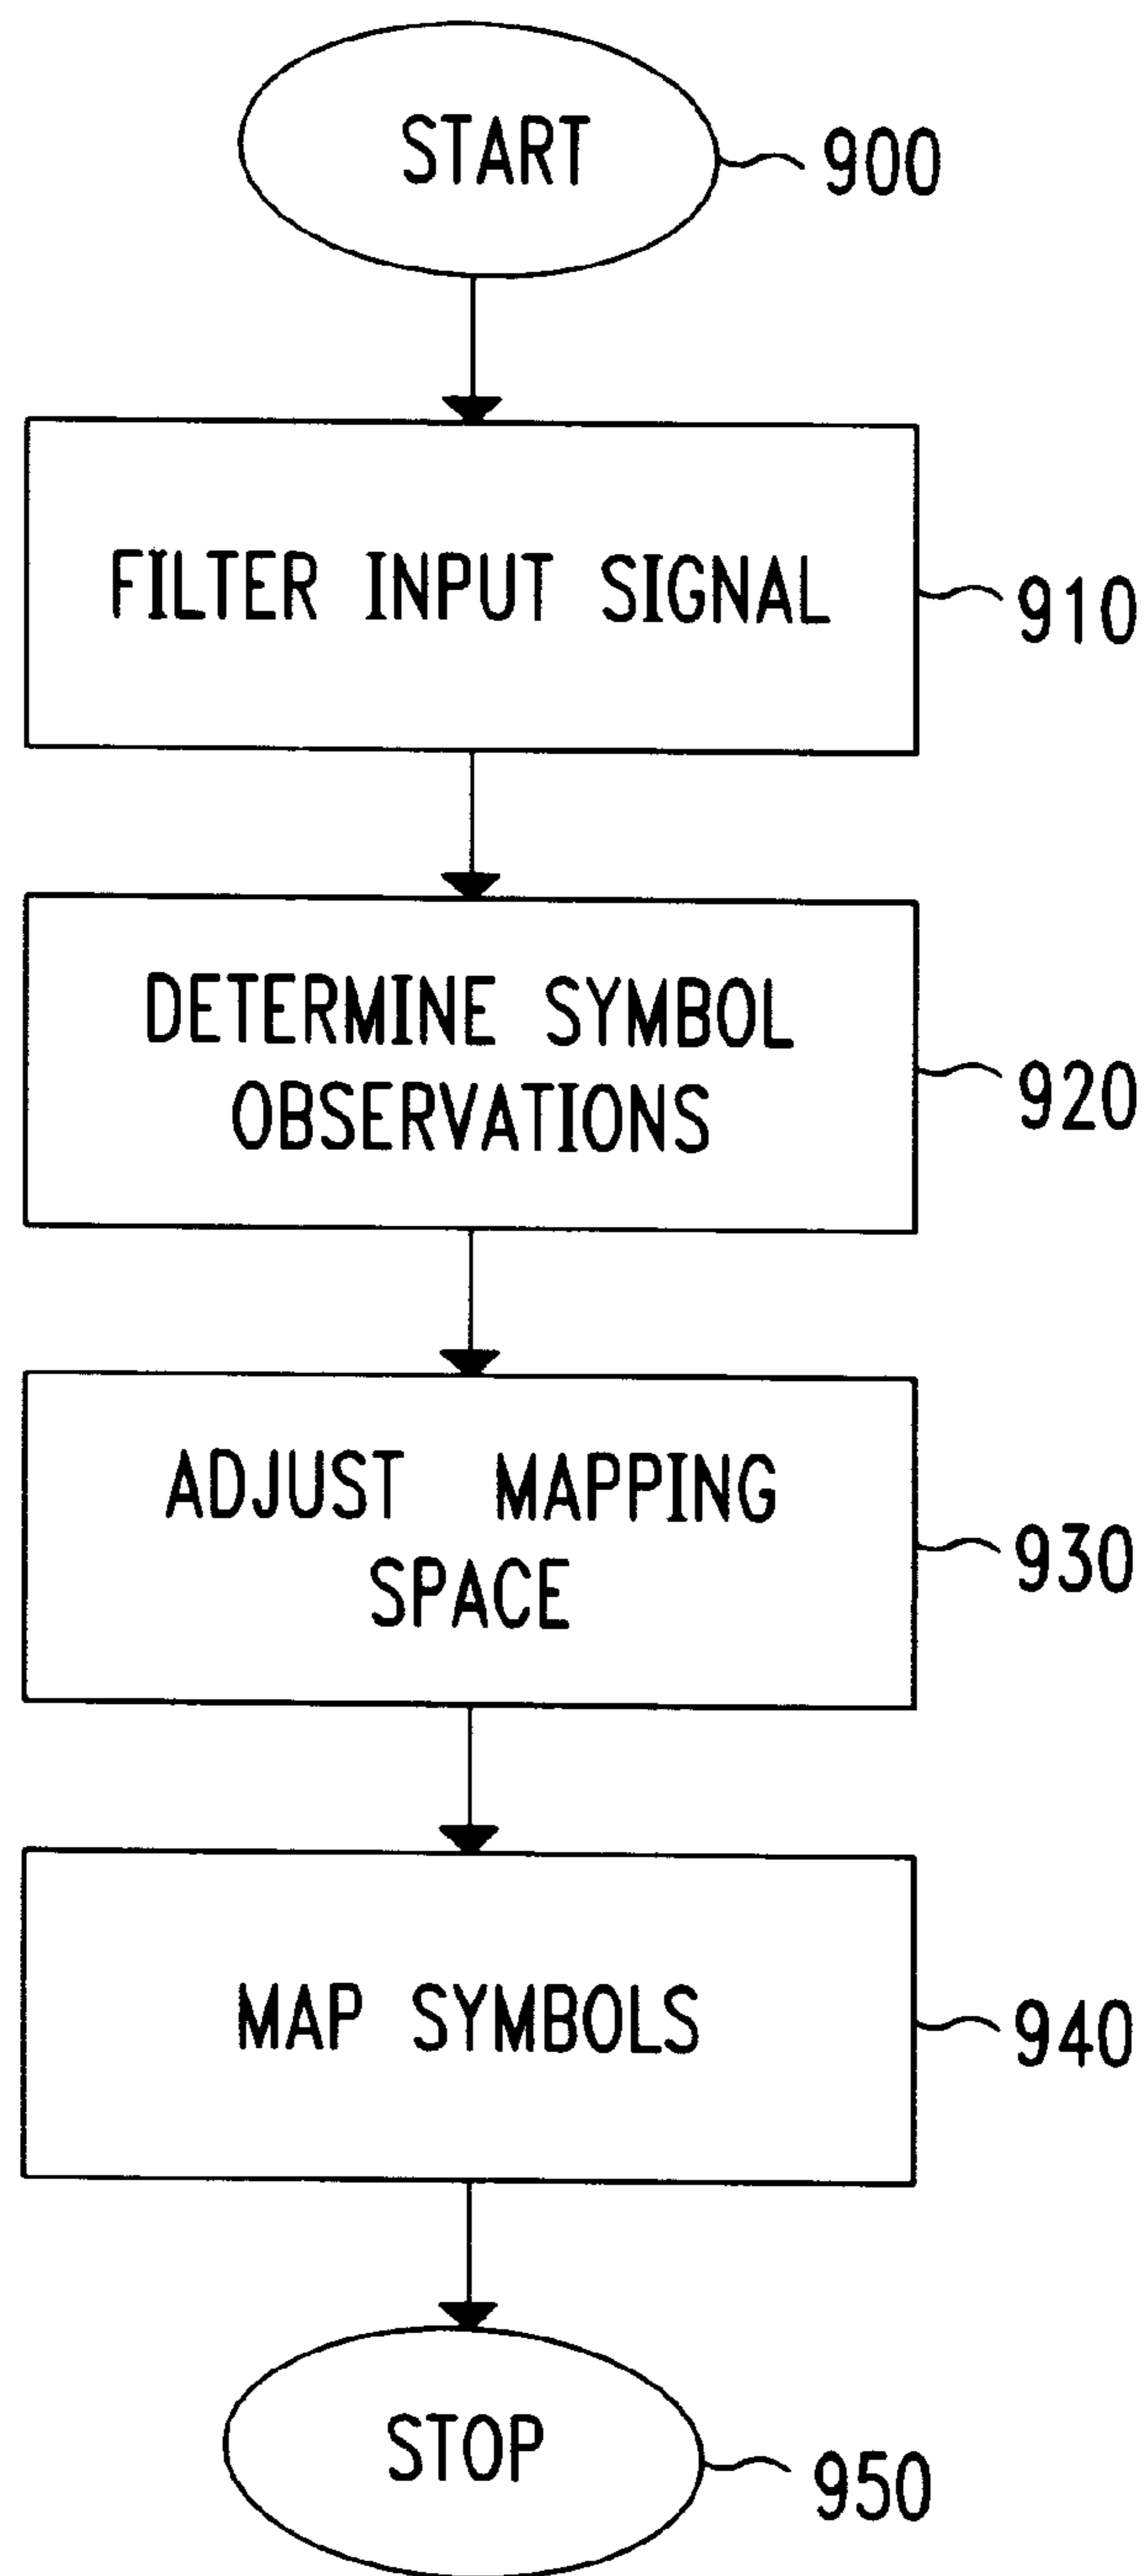 START
900
FILTER INPUT SIGNAL
910
DETERMINE SYMBOL
OBSERVATIONS
920
ADJUST MAPPING
SPACE
930
MAP SYMBOLS
940
STOP
950